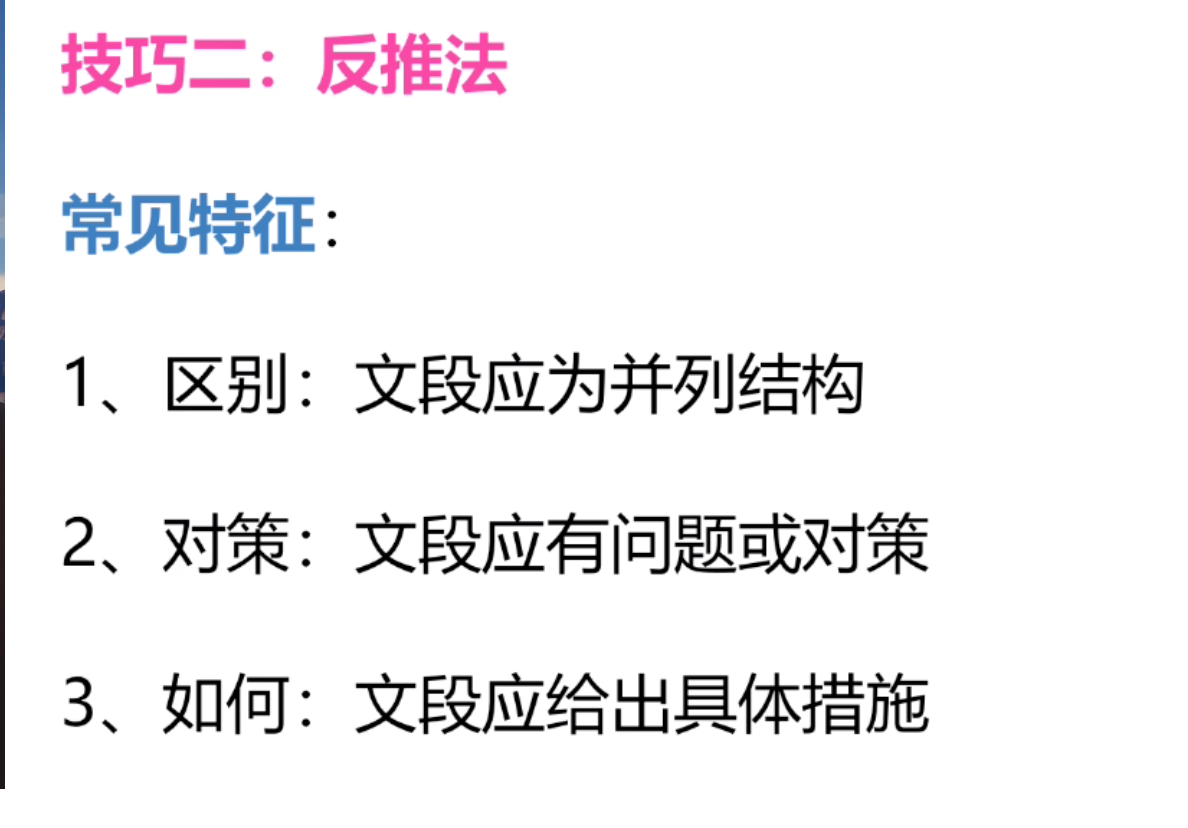 技巧二：反推法
常见特征：
1、区别：文段应为并列结构
2、对策：文段应有问题或对策
3、如何：文段应给出具体措施